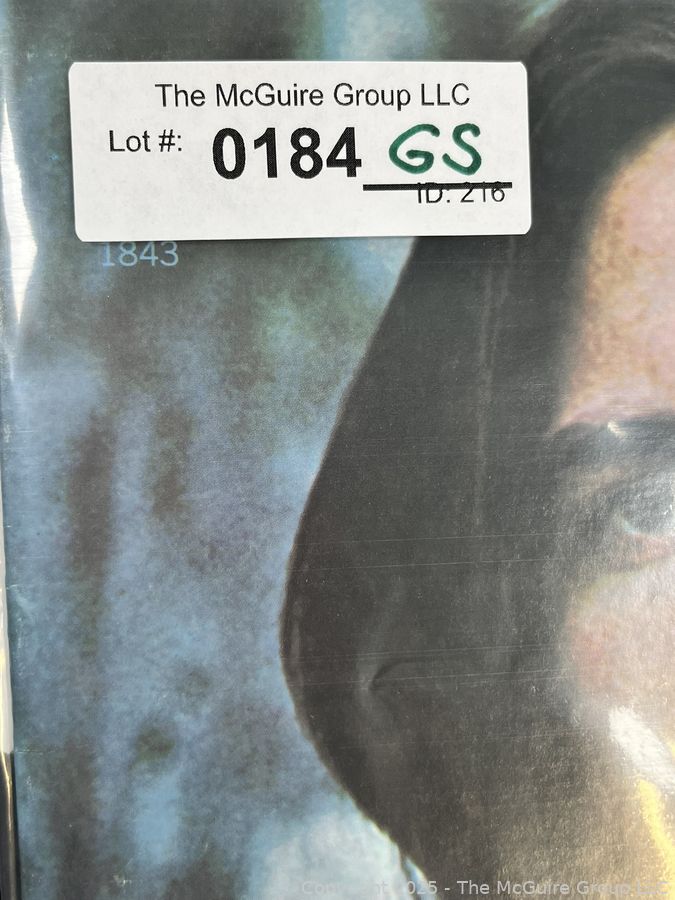 The McGuire Group LLC
Lot #: 0184 GS
ID: 216
1843
Copyright 2025 - The McGuire Group LLC